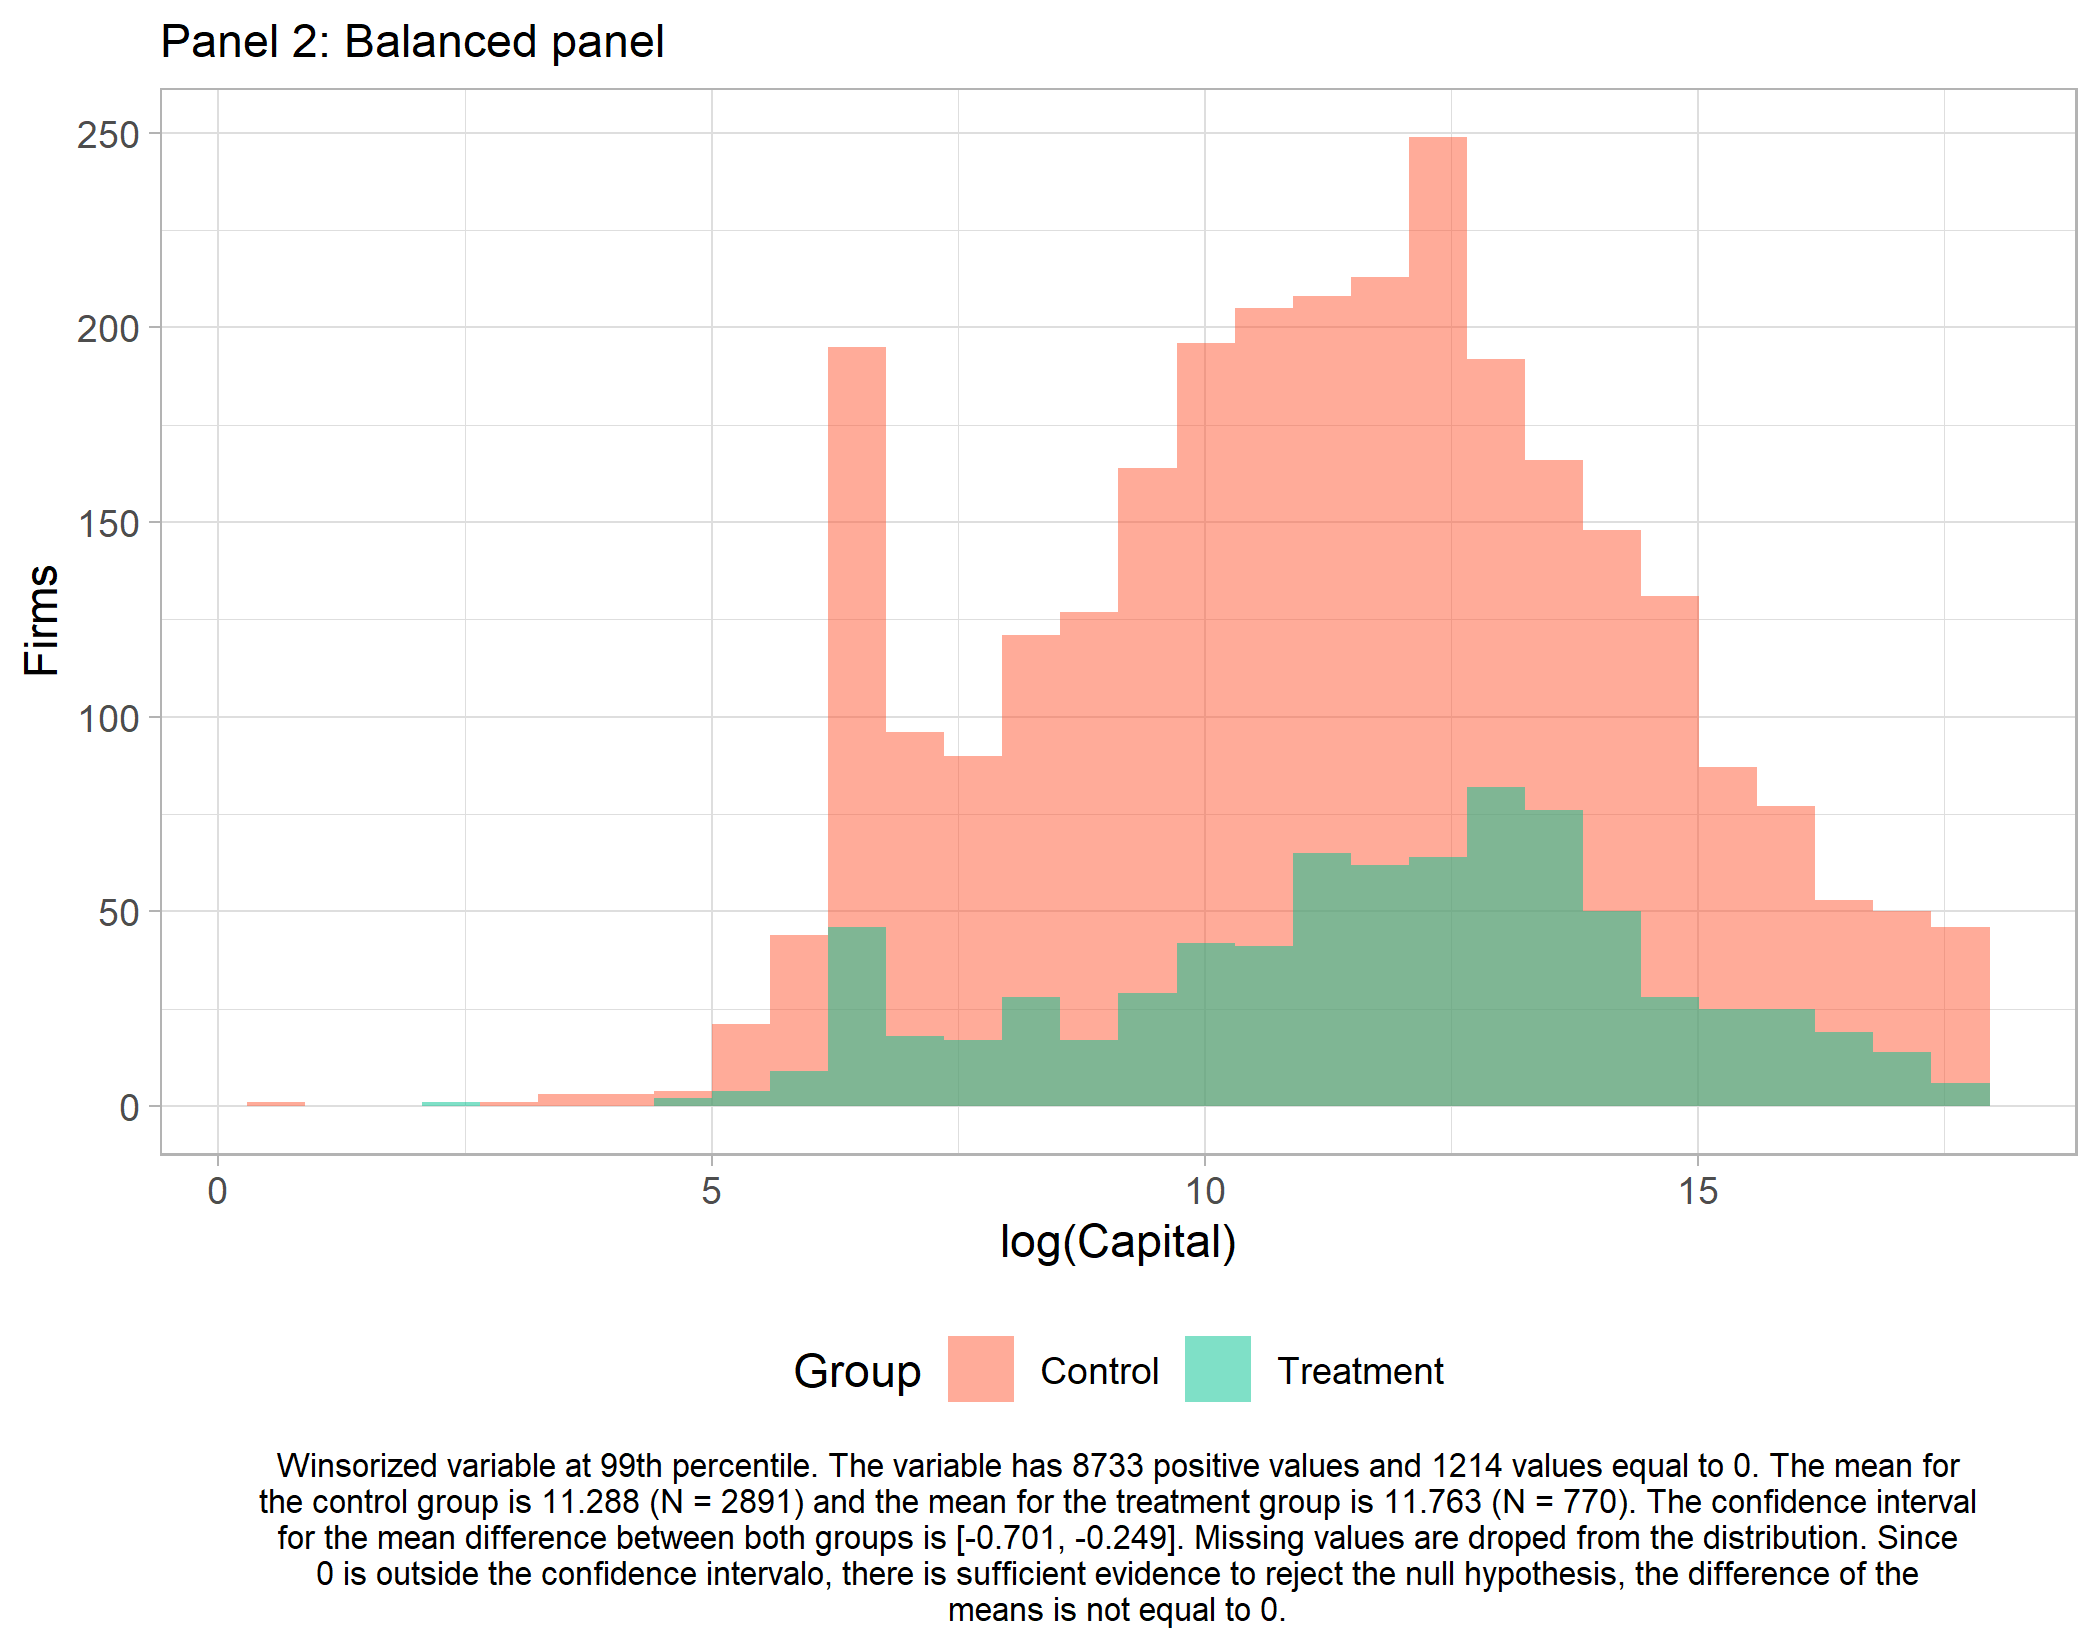 Panel 2: Balanced panel
250
200
150
100
50
0
Firms
0 5 10 15
log(Capital)
Group Control Treatment
Winsorized variable at 99th percentile. The variable has 8733 positive values and 1214 values equal to 0. The mean for
the control group is 11.288 (N = 2891) and the mean for the treatment group is 11.763 (N = 770). The confidence interval
for the mean difference between both groups is [-0.701, -0.249]. Missing values are droped from the distribution. Since
0 is outside the confidence intervalo, there is sufficient evidence to reject the null hypothesis, the difference of the
means is not equal to 0.